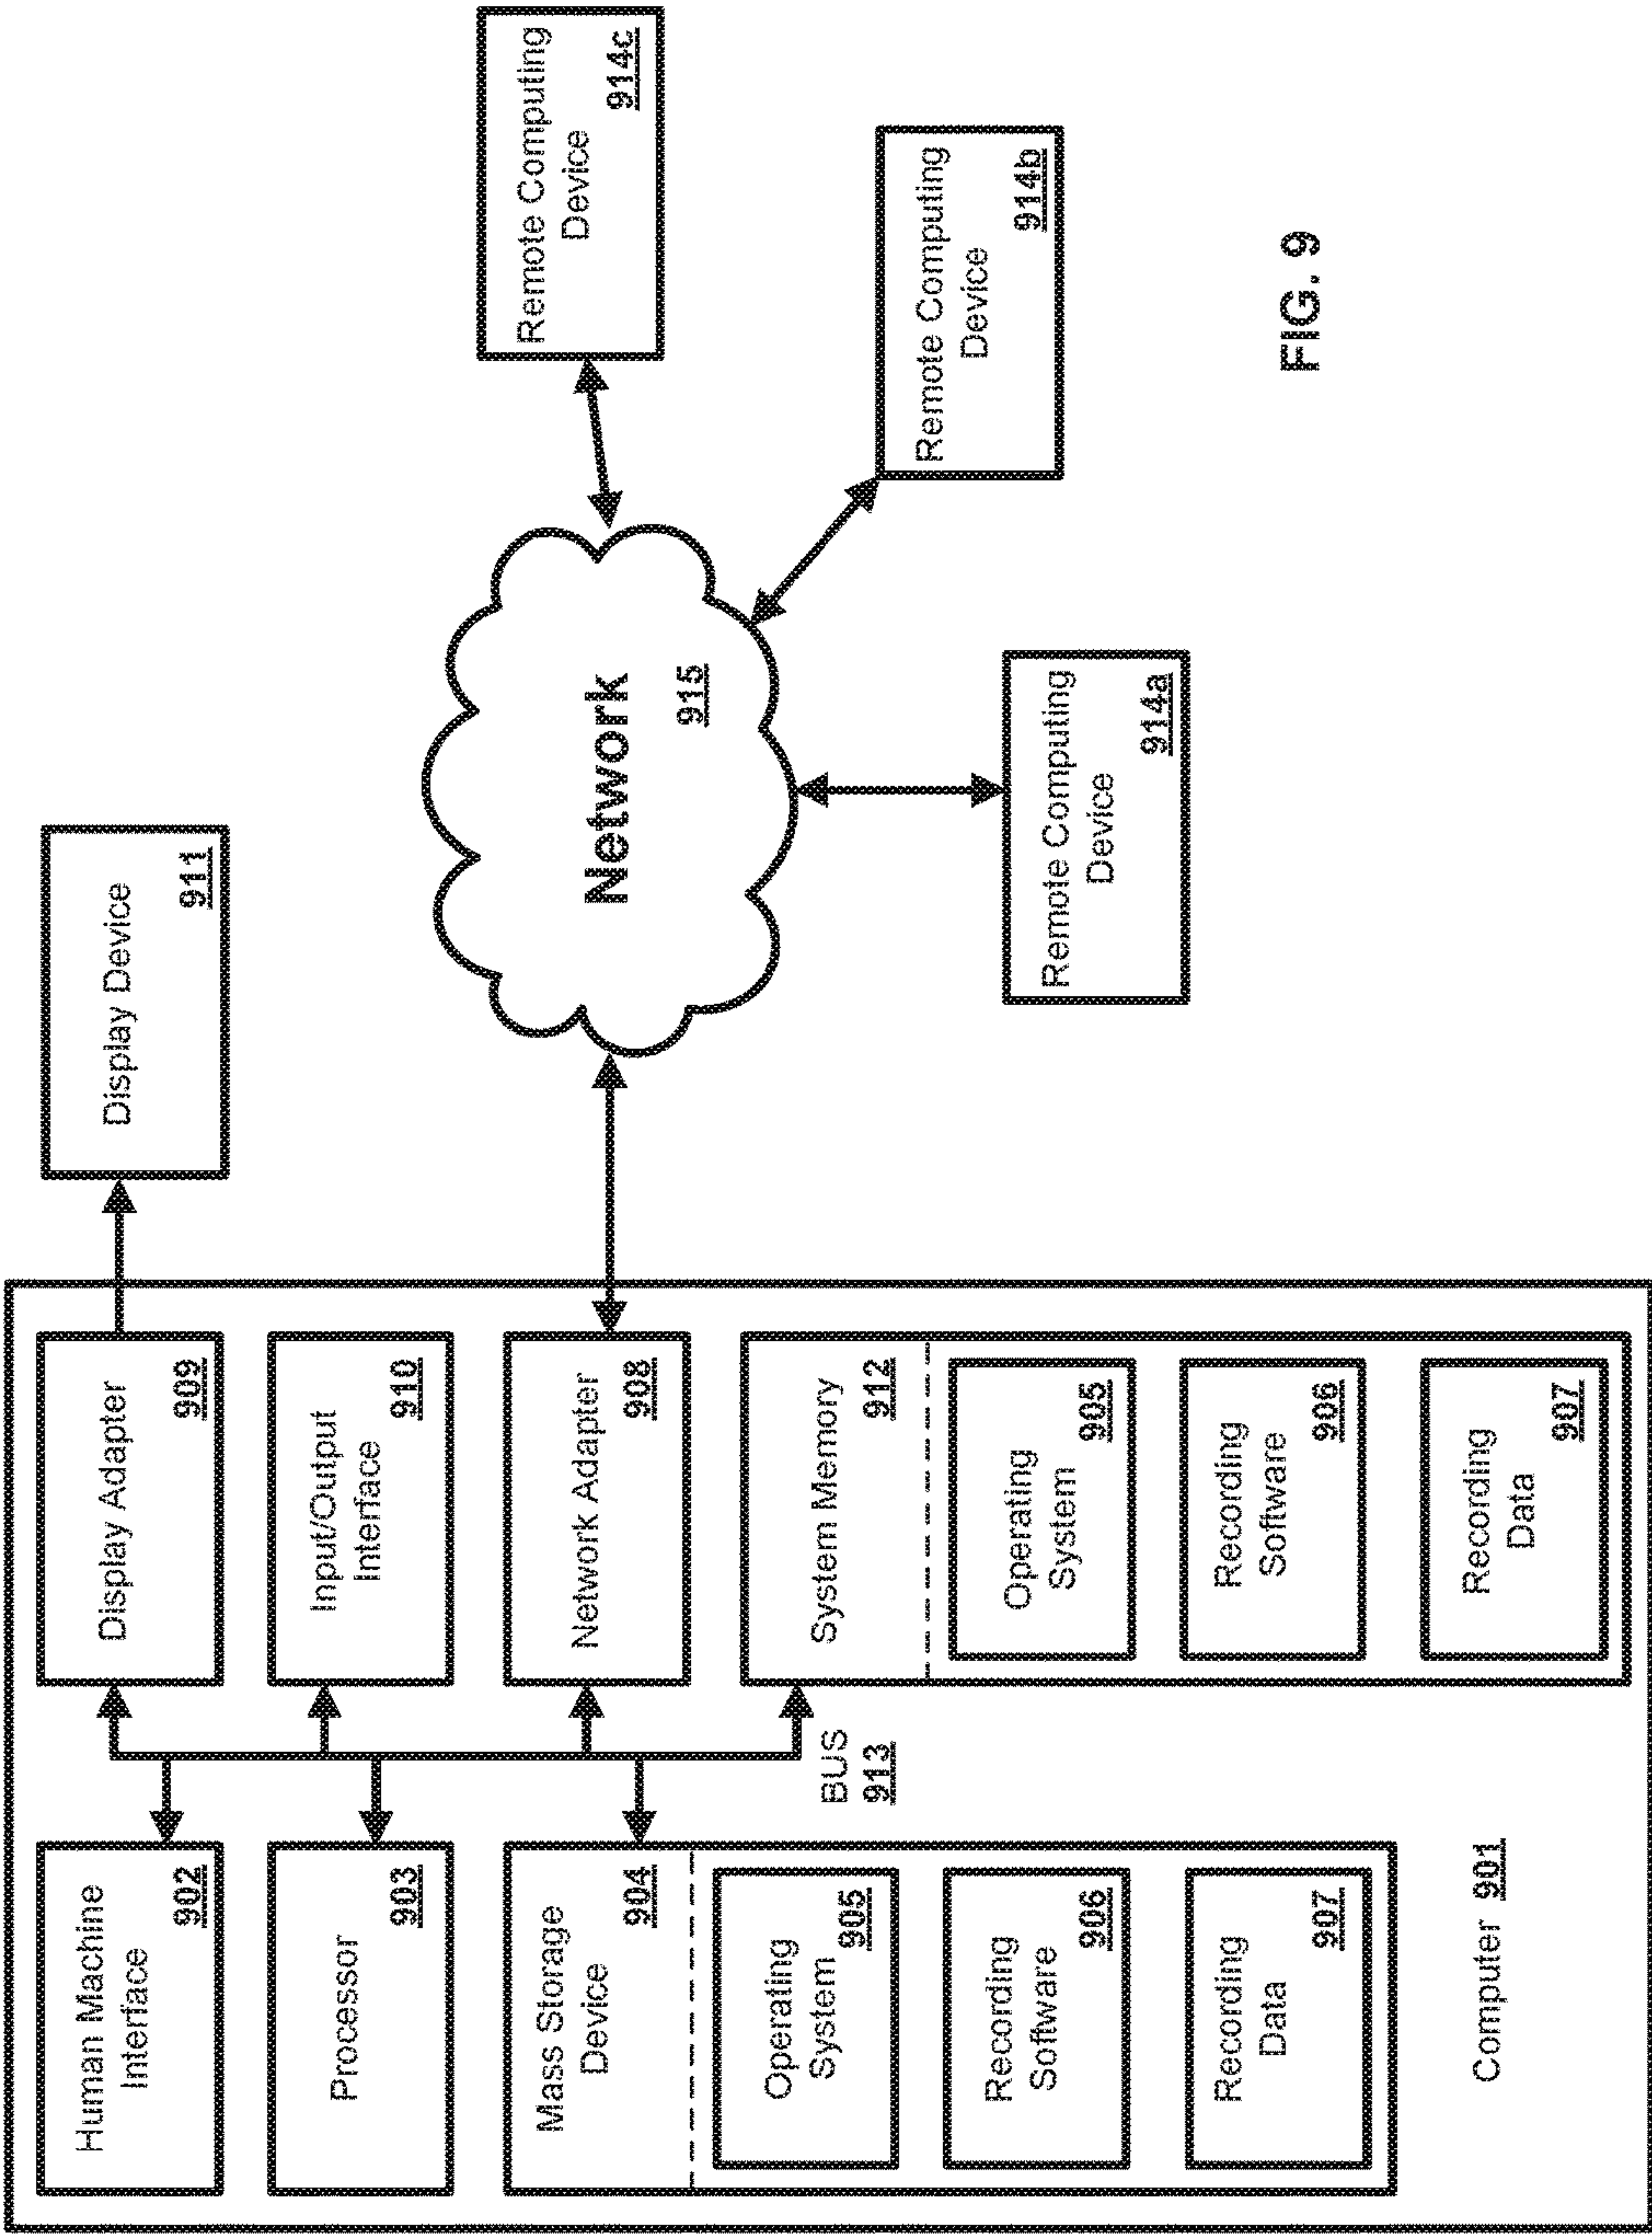 Human Machine
Interface
902
Processor
903
Mass Storage
Device
904
Operating
System
905
Recording
Software
906
Recording
Data
907
Computer 901
BUS
913
Display Adapter
909
Input/Output
Interface
910
Network Adapter
908
System Memory
912
Operating
System
905
Recording
Software
906
Recording
Data
907
Display Device
911
Network
915
Remote Computing
Device
914a
Remote Computing
Device
914b
Remote Computing
Device
914c
FIG. 9